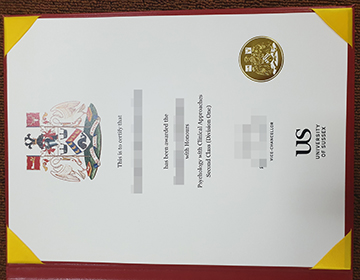 This is to certify that
has been awarded the
with Honours
Psychology with Clinical Approaches
Second Class (Division One)
VICE-CHANCELLOR
US
UNIVERSITY
OF SUSSEX